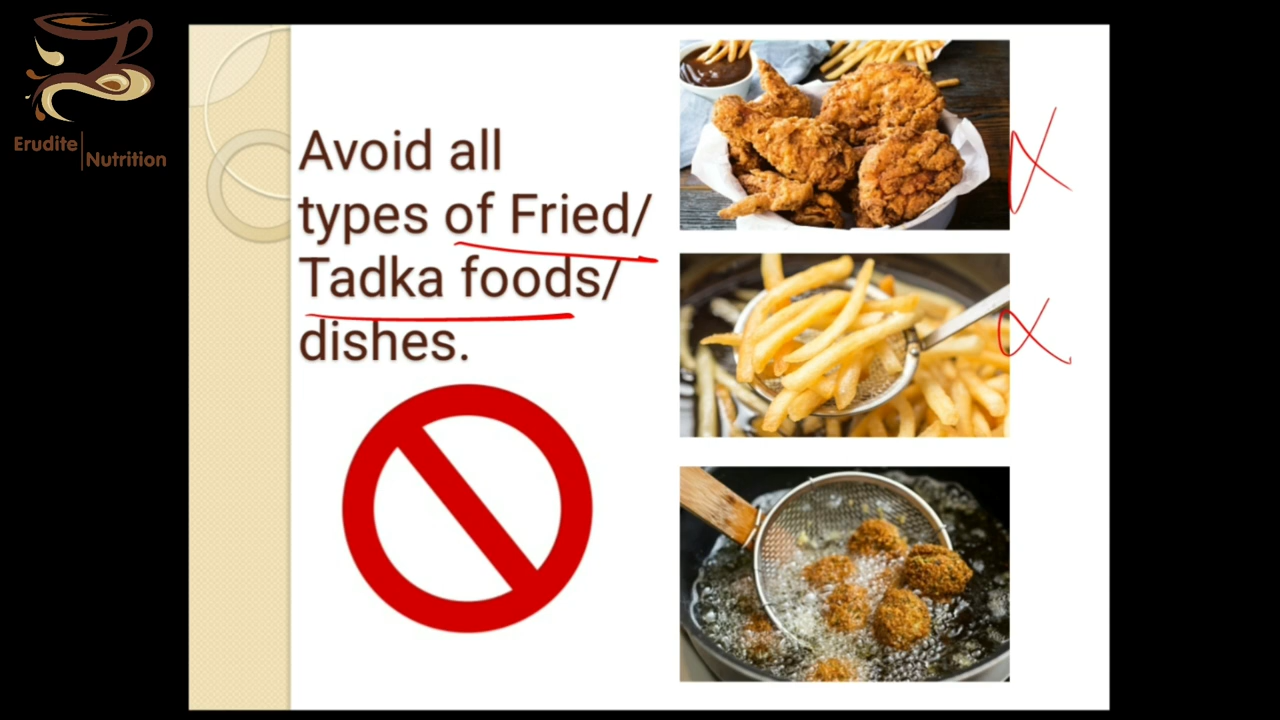 Erudite
Nutrition
Avoid all
types of Fried/
Tadka foods/
dishes.